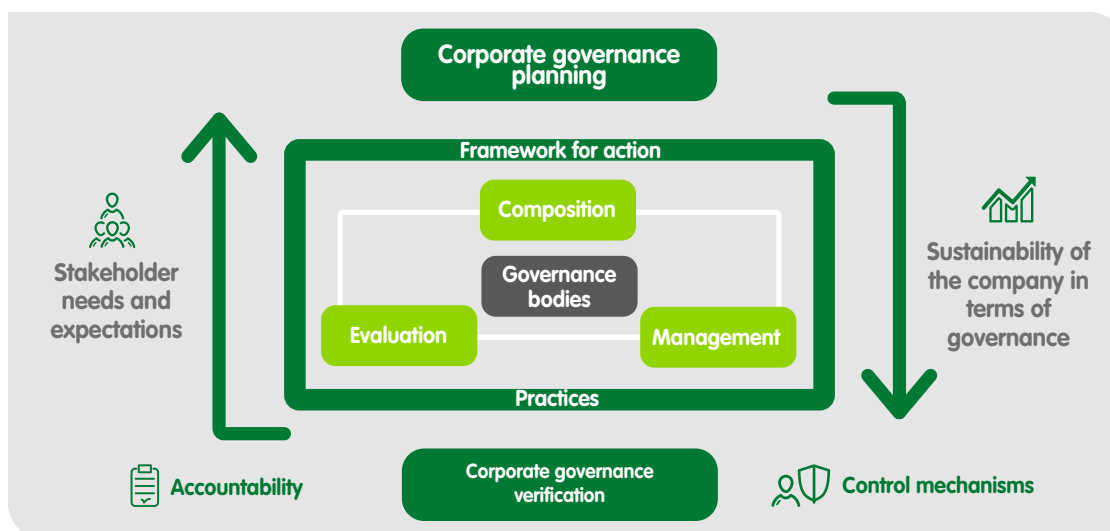 Corporate governance
planning
Framework for action
Composition
Governance
bodies
Evaluation
Management
Practices
Stakeholder
needs and
expectations
Sustainability of
the company in
terms of
governance
Accountability
Corporate governance
verification
Control mechanisms